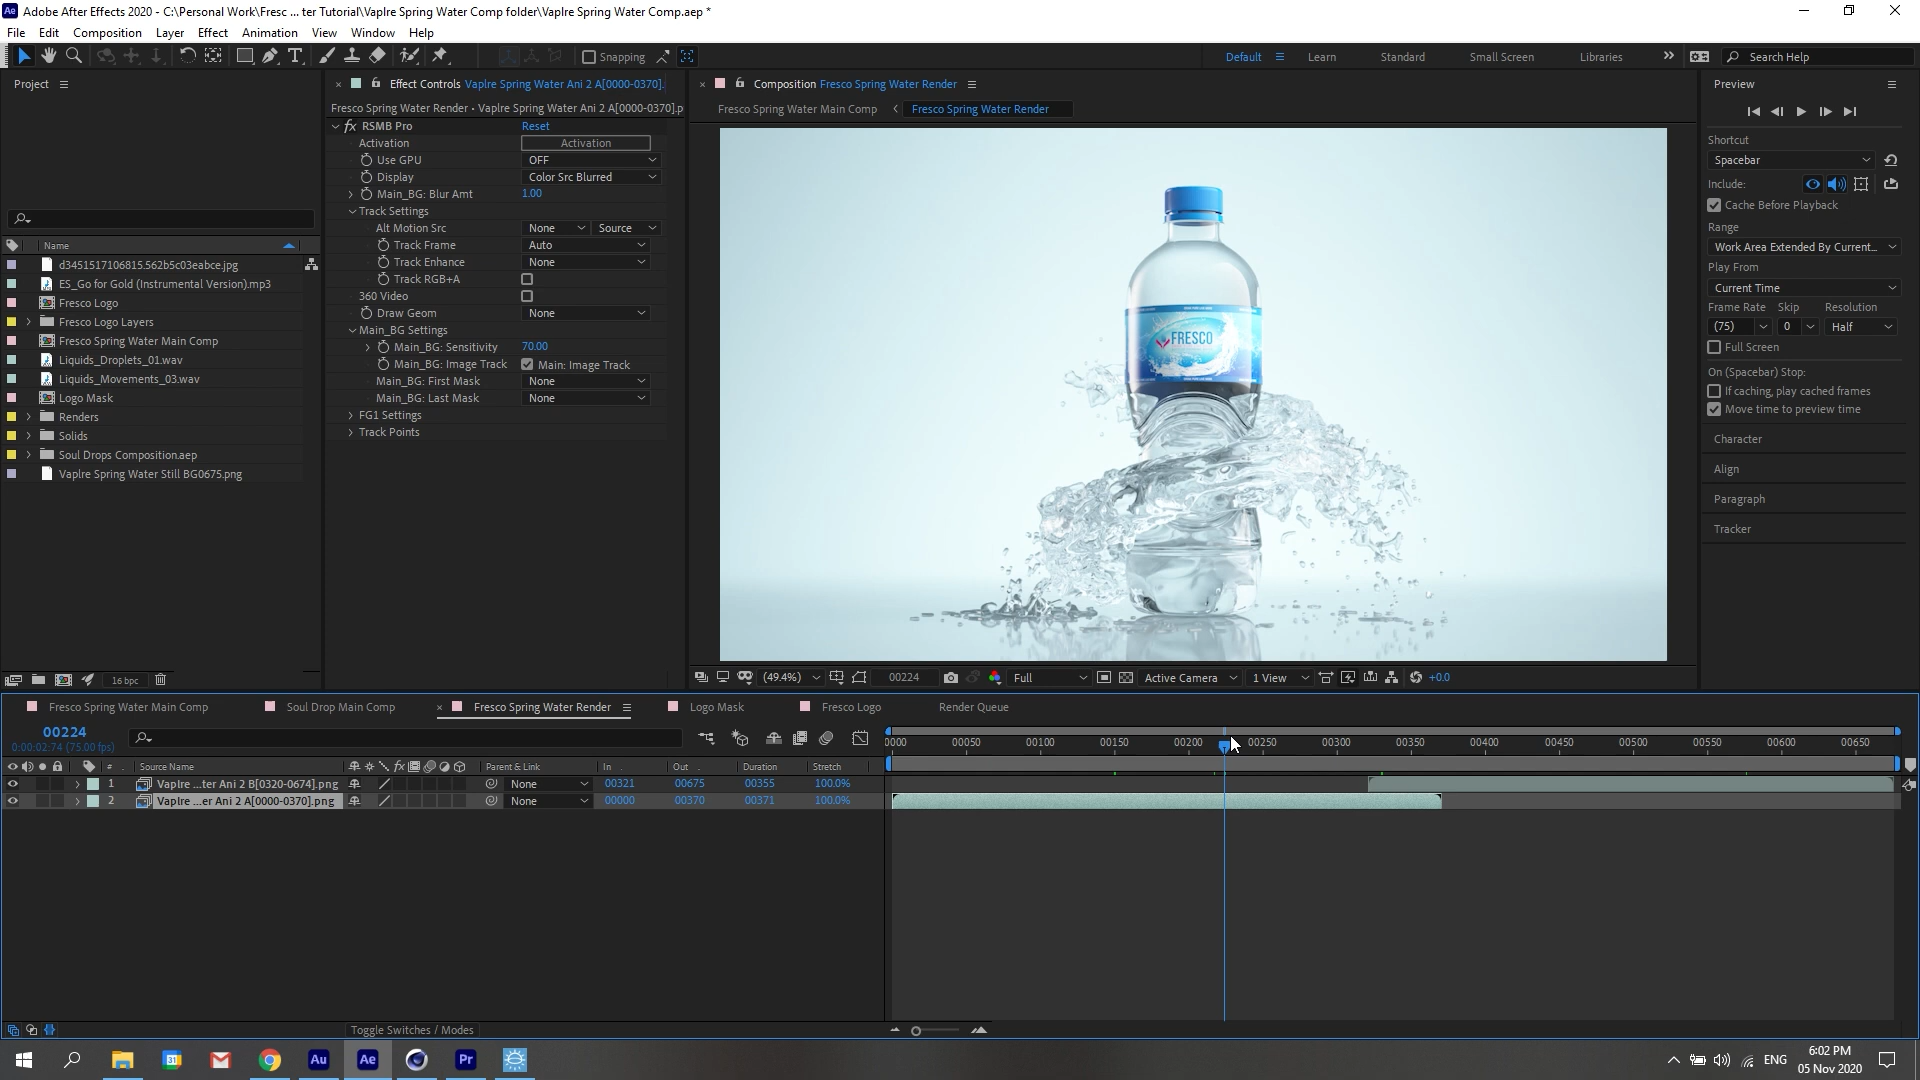 Adobe After Effects 2020 - C:\Personal Work\Fresc ... ter Tutorial\Vaplre Spring Water Comp folder\Vaplre Spring Water Comp.aep *
File Edit Composition Layer Effect Animation View Window Help
Snapping
Default Learn Standard Small Screen Libraries Search Help
Project
Name
d3451517106815.562b5c03eabce.jpg
ES_Go for Gold (Instrumental Version).mp3
Fresco Logo
Fresco Logo Layers
Fresco Spring Water Main Comp
Liquids_Droplets_01.wav
Liquids_Movements_03.wav
Logo Mask
Renders
Solids
Soul Drops Composition.aep
Vaplre Spring Water Still BG0675.png
16 bpc
Effect Controls Vaplre Spring Water Ani 2 A[0000-0370].
Fresco Spring Water Render • Vaplre Spring Water Ani 2 A[0000-0370].p
fx RSMB Pro Reset
Activation Activation
Use GPU OFF
Display Color Src Blurred
Main_BG: Blur Amt 1.00
Track Settings
Alt Motion Src None Source
Track Frame Auto
Track Enhance None
Track RGB+A
360 Video
Draw Geom None
Main_BG Settings
Main_BG: Sensitivity 70.00
Main_BG: Image Track Main: Image Track
Main_BG: First Mask None
Main_BG: Last Mask None
FG1 Settings
Track Points
Composition Fresco Spring Water Render
Fresco Spring Water Main Comp Fresco Spring Water Render
FRESCO
(49.4%) 00224 Full Active Camera 1 View +0.0
Preview
Shortcut
Spacebar
Include:
Cache Before Playback
Range
Work Area Extended By Current...
Play From
Current Time
Frame Rate Skip Resolution
(75) 0 Half
Full Screen
On (Spacebar) Stop:
If caching, play cached frames
Move time to preview time
Character
Align
Paragraph
Tracker
Fresco Spring Water Main Comp Soul Drop Main Comp Fresco Spring Water Render Logo Mask Fresco Logo Render Queue
00224
0:00:02:74 (75.00 fps)
0000 00050 00100 00150 00200 00250 00300 00350 00400 00450 00500 00550 00600 00650
# Source Name Parent & Link In Out Duration Stretch
1 Vaplre ...ter Ani 2 B[0320-0674].png None 00321 00675 00355 100.0%
2 Vaplre ...er Ani 2 A[0000-0370].png None 00000 00370 00371 100.0%
Toggle Switches / Modes
31 Au Ae Pr
ENG
6:02 PM
05 Nov 2020